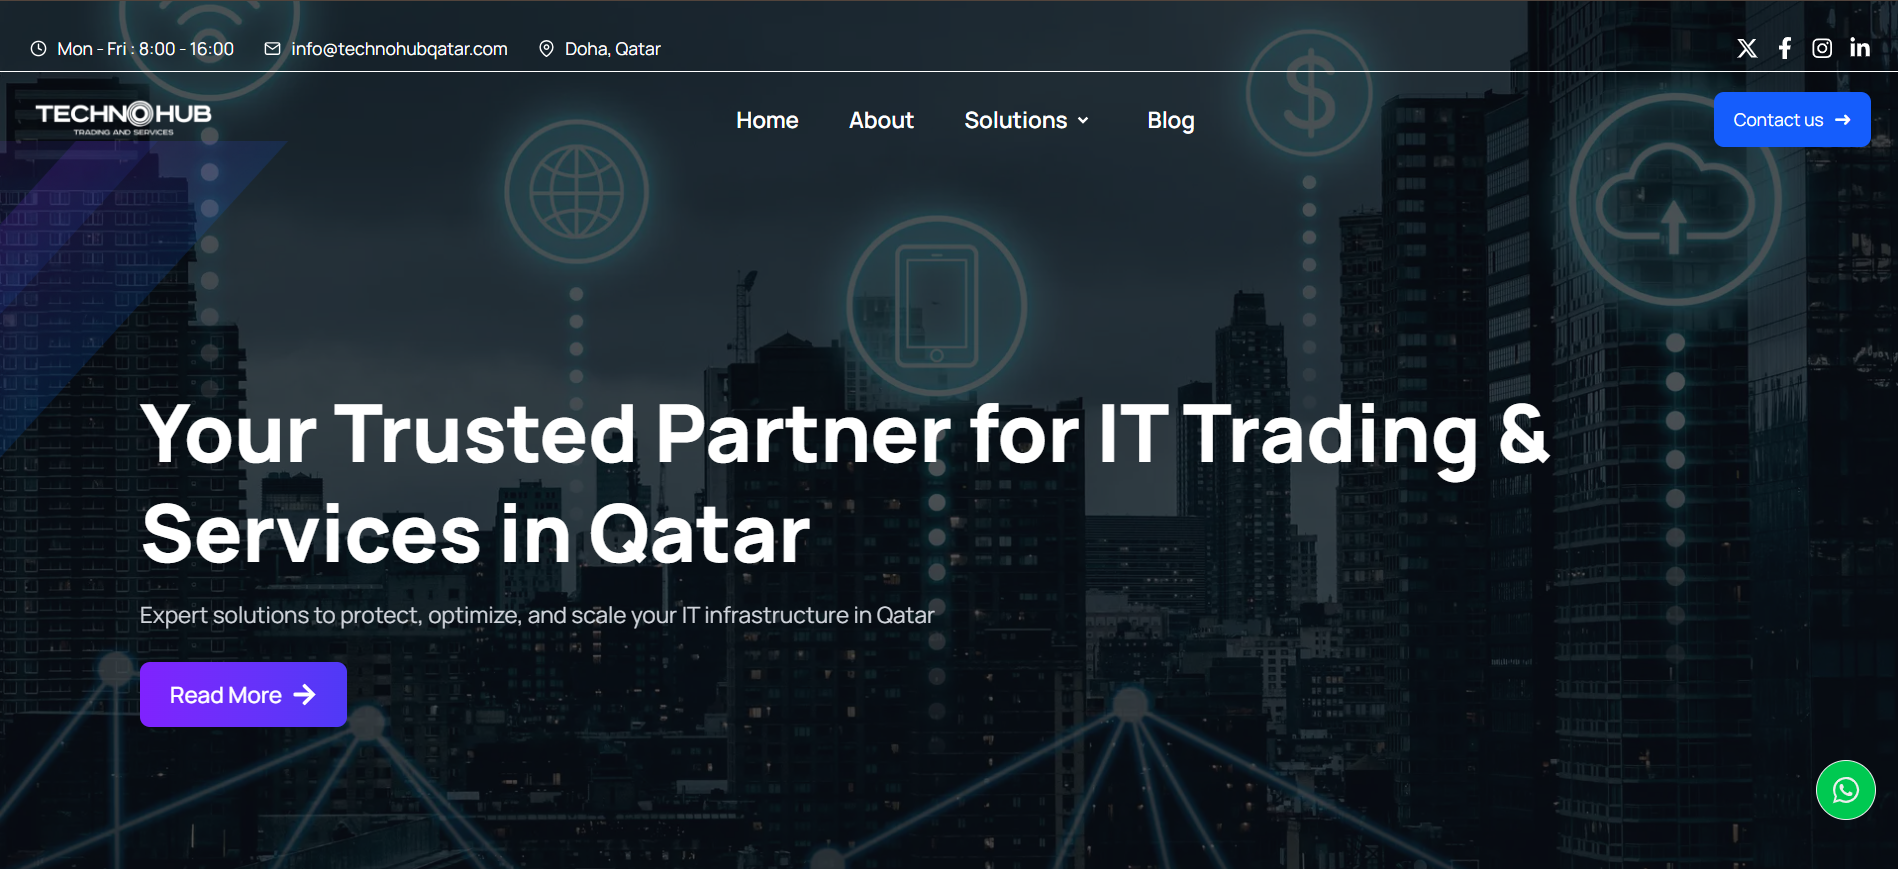 Mon - Fri : 8:00 - 16:00 info@technohubqatar.com Doha, Qatar
TECHNOHUB
TRADING AND SERVICES
Home About Solutions Blog
Contact us
Your Trusted Partner for IT Trading &
Services in Qatar
Expert solutions to protect, optimize, and scale your IT infrastructure in Qatar
Read More